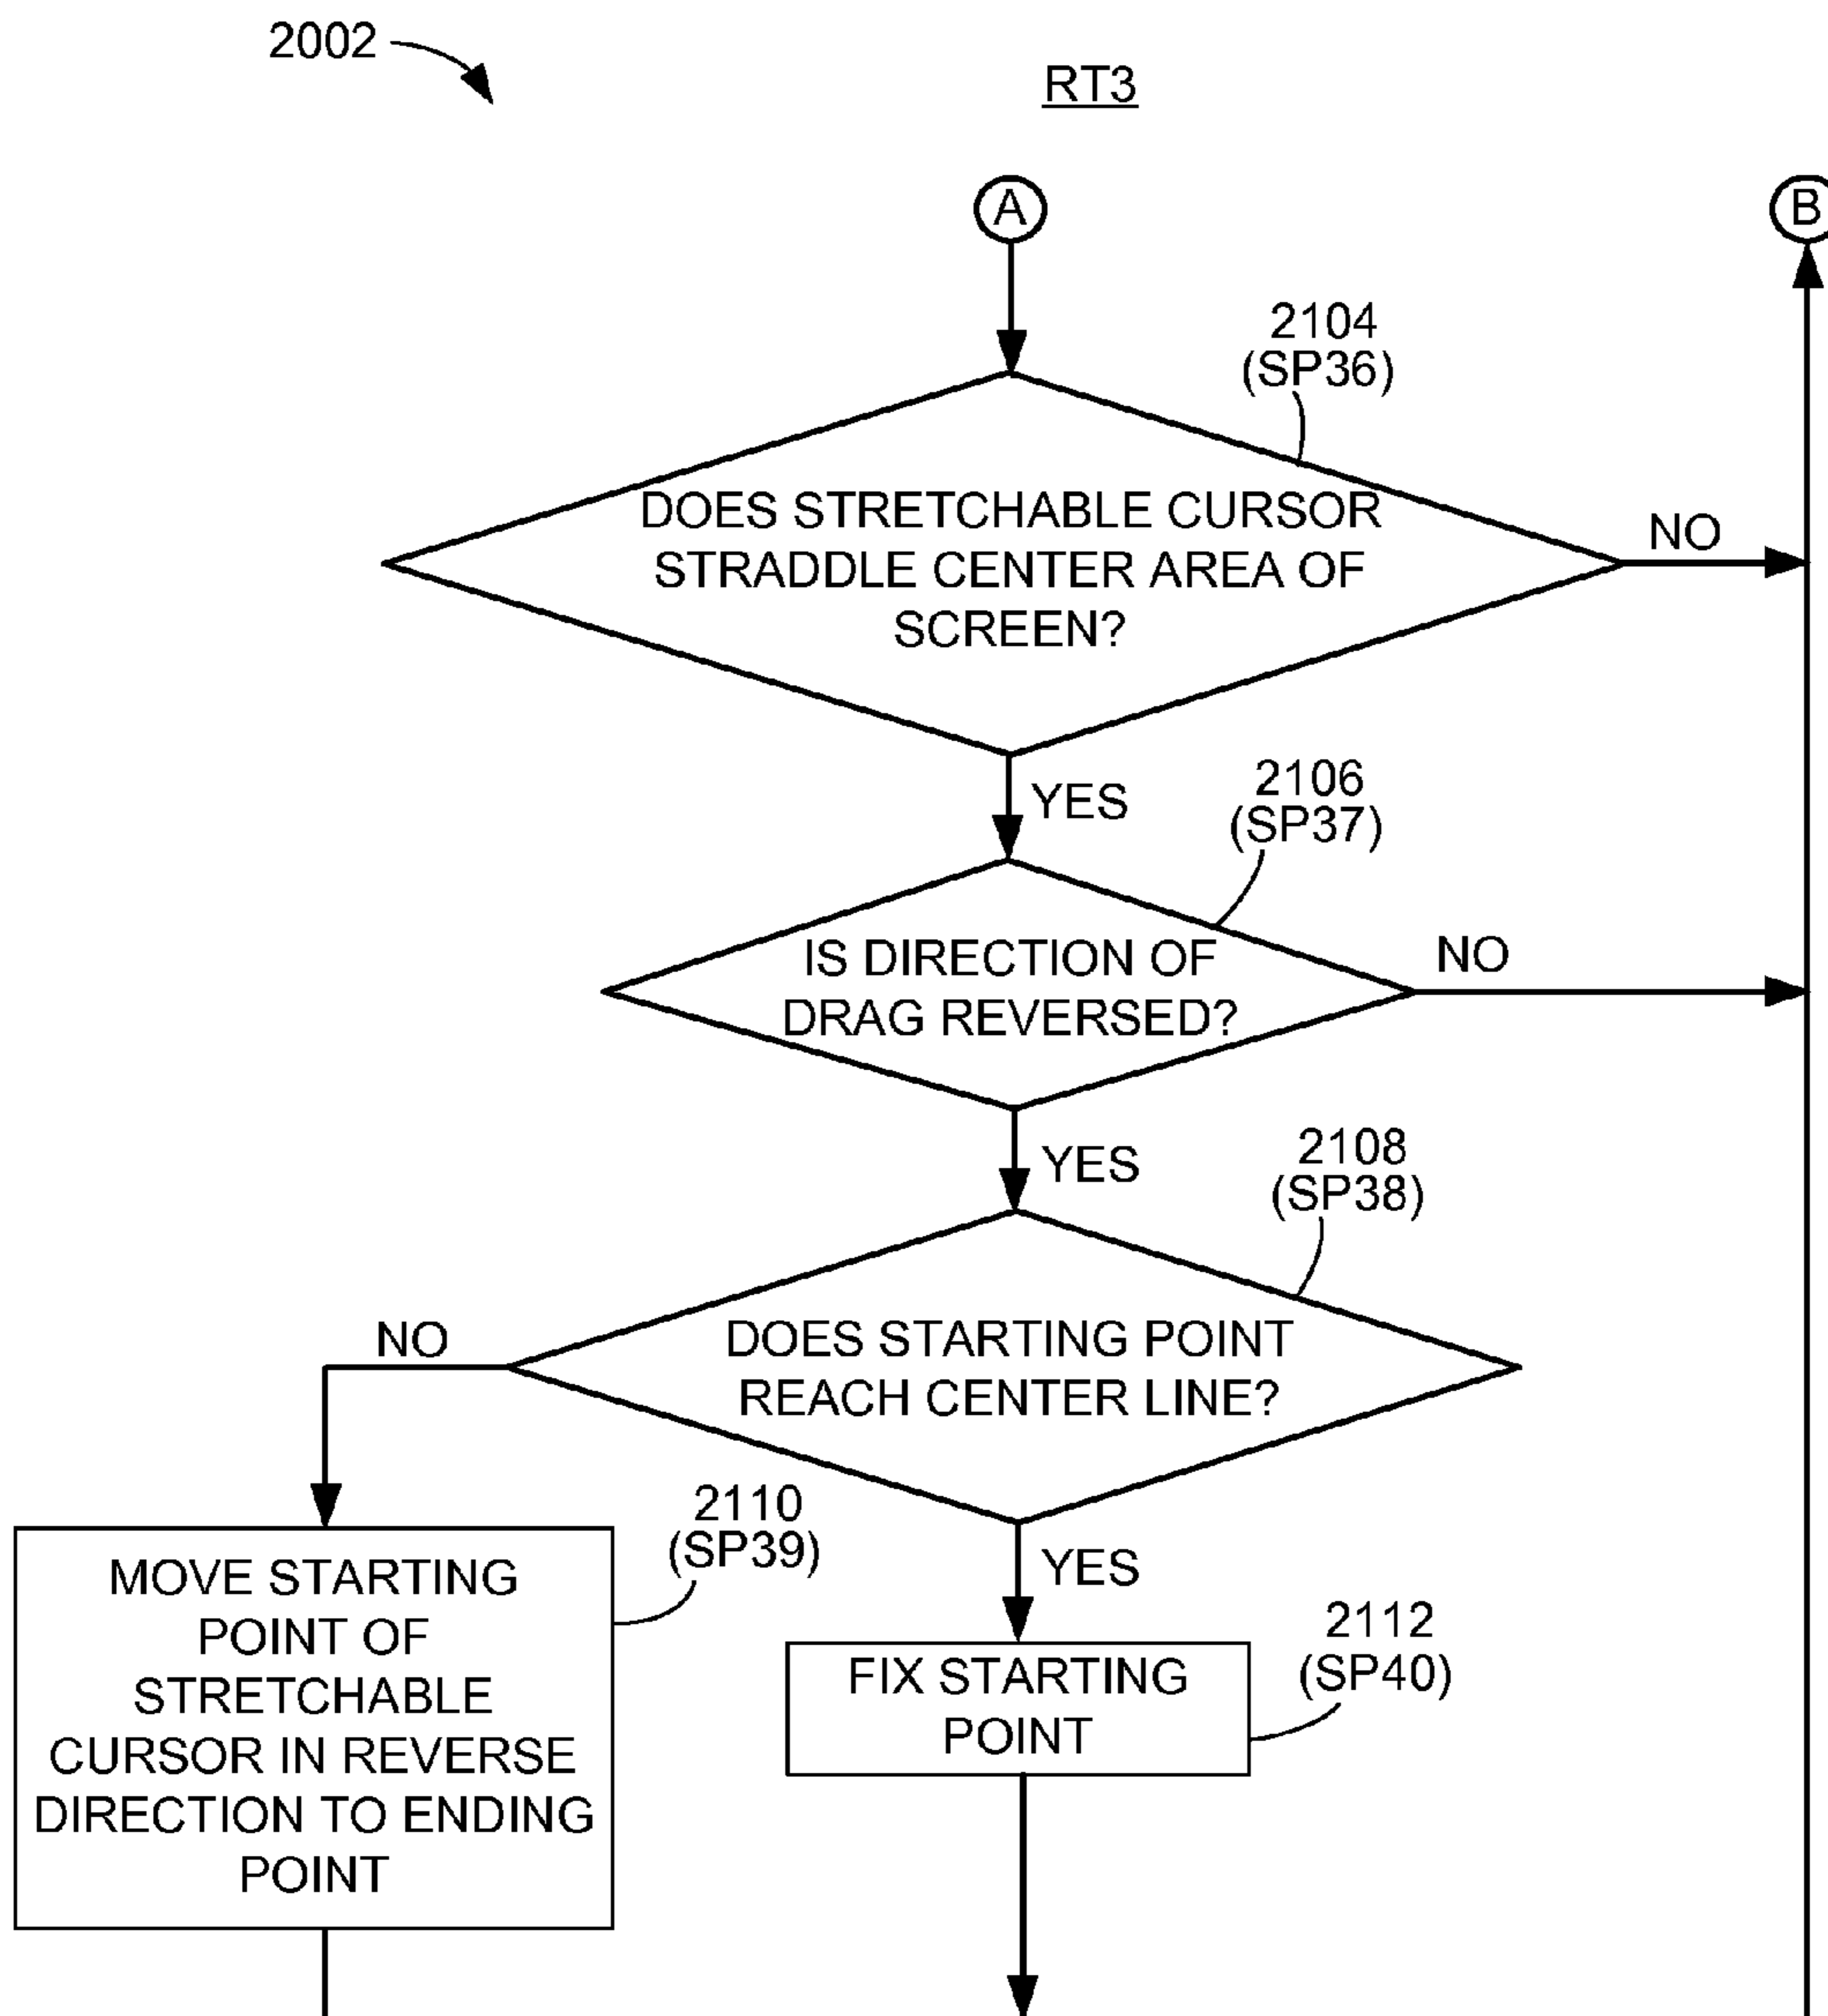 2002
RT3
A
B
2104
(SP36)
DOES STRETCHABLE CURSOR
STRADDLE CENTER AREA OF
SCREEN?
NO
YES
2106
(SP37)
IS DIRECTION OF
DRAG REVERSED?
NO
YES
2108
(SP38)
DOES STARTING POINT
REACH CENTER LINE?
NO
YES
2110
(SP39)
MOVE STARTING
POINT OF
STRETCHABLE
CURSOR IN REVERSE
DIRECTION TO ENDING
POINT
2112
(SP40)
FIX STARTING
POINT